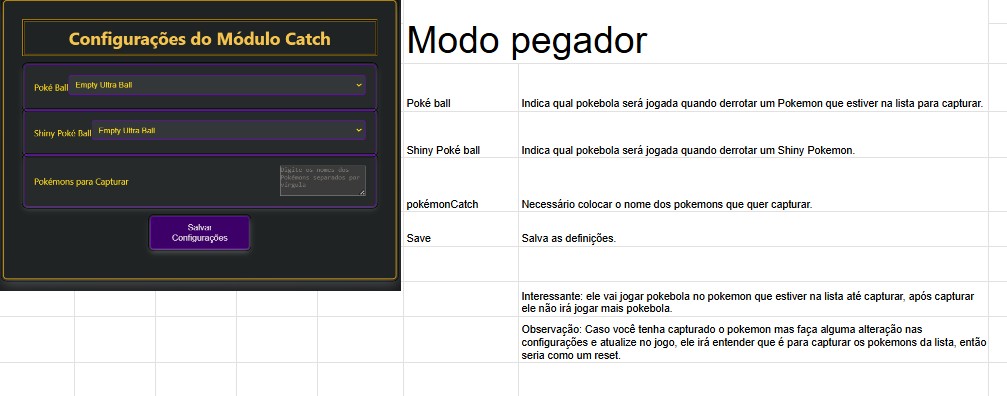 Configurações do Módulo Catch
Poké Ball
Empty Ultra Ball
Shiny Poké Ball
Empty Ultra Ball
Pokémons para Capturar
Digite os nomes dos
Pokémons separados por
vírgula
Salvar
Configurações
Modo pegador
Poké ball
Indica qual pokebola será jogada quando derrotar um Pokemon que estiver na lista para capturar.
Shiny Poké ball
Indica qual pokebola será jogada quando derrotar um Shiny Pokemon.
pokémonCatch
Necessário colocar o nome dos pokemons que quer capturar.
Save
Salva as definições.
Interessante: ele vai jogar pokebola no pokemon que estiver na lista até capturar, após capturar
ele não irá jogar mais pokebola.
Observação: Caso você tenha capturado o pokemon mas faça alguma alteração nas
configurações e atualize no jogo, ele irá entender que é para capturar os pokemons da lista, então
seria como um reset.